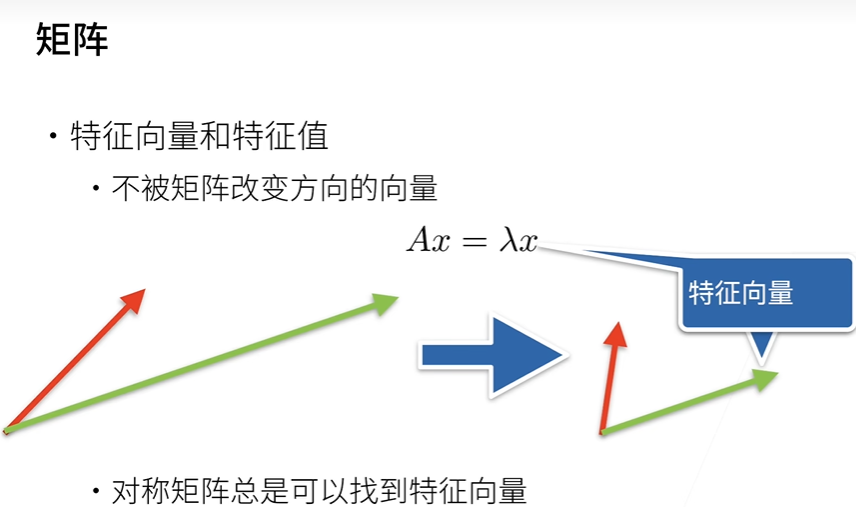 矩阵
• 特征向量和特征值
• 不被矩阵改变方向的向量
Ax = λx
特征向量
• 对称矩阵总是可以找到特征向量